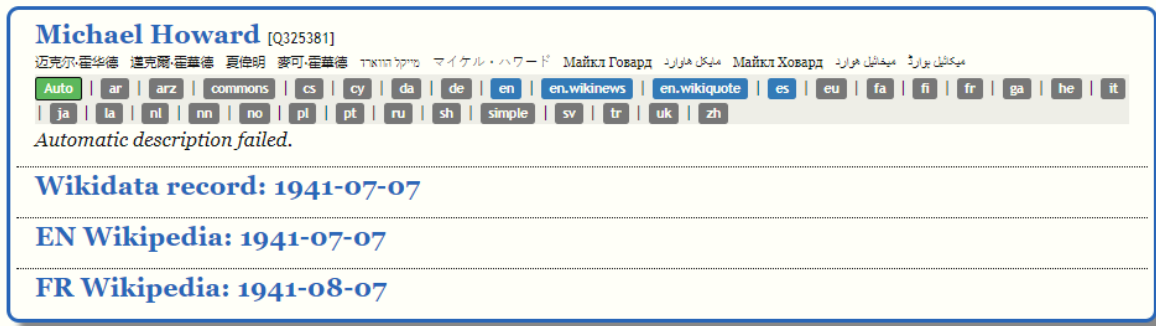 Michael Howard [Q325381]
迈克尔·霍华德 邁克爾·霍華德 夏偉明 麥可·霍華德 מייקל הווארד マイケル・ハワード Майкл Говард مايكل هاوارد Майкл Ховард ميخائيل هوارد میکائیل ہوارڈ
Auto | ar | arz | commons | cs | cy | da | de | en | en.wikinews | en.wikiquote | es | eu | fa | fi | fr | ga | he | it
| ja | la | nl | nn | no | pl | pt | ru | sh | simple | sv | tr | uk | zh
Automatic description failed.
Wikidata record: 1941-07-07
EN Wikipedia: 1941-07-07
FR Wikipedia: 1941-08-07